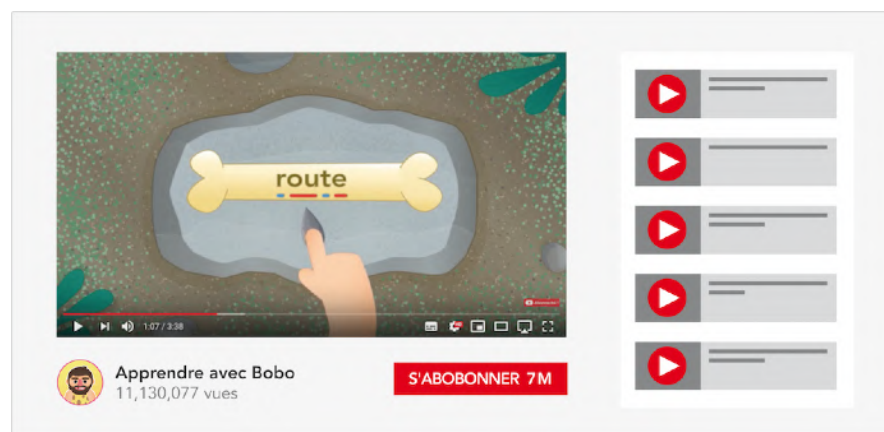 route
1:07 / 3:38
Apprendre avec Bobo
11,130,077 vues
S'ABOBONNER 7M